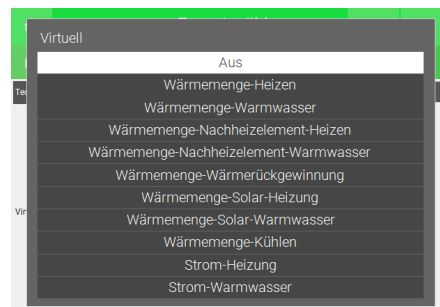 Virtuell
Aus
Wärmemenge-Heizen
Wärmemenge-Warmwasser
Wärmemenge-Nachheizelement-Heizen
Wärmemenge-Nachheizelement-Warmwasser
Wärmemenge-Wärmerückgewinnung
Wärmemenge-Solar-Heizung
Wärmemenge-Solar-Warmwasser
Wärmemenge-Kühlen
Strom-Heizung
Strom-Warmwasser